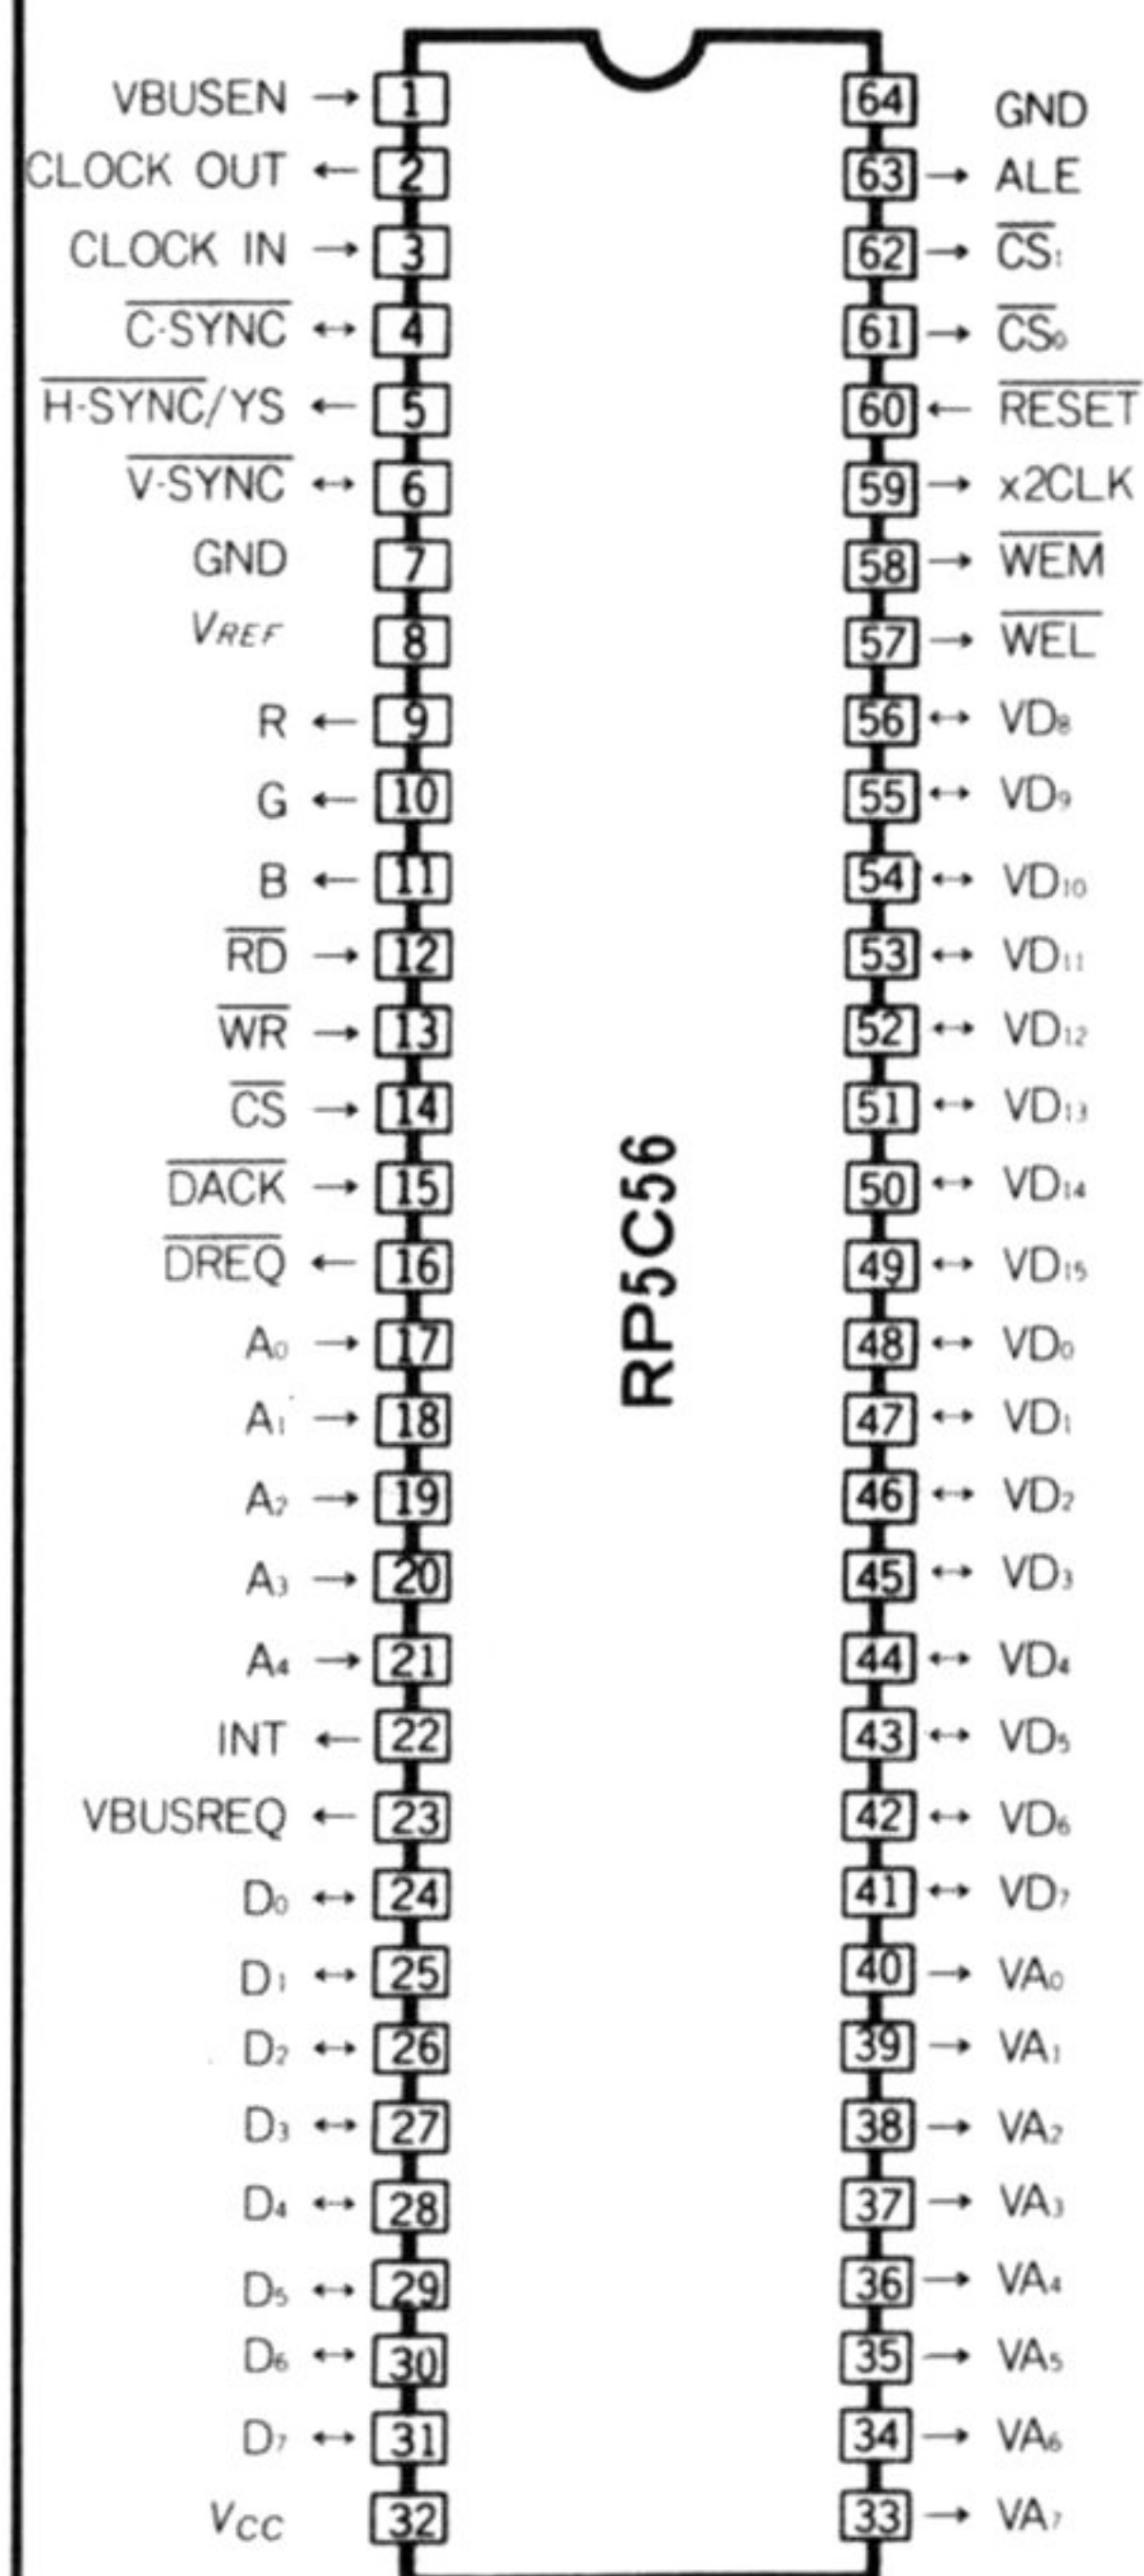 VBUSEN → 1
CLOCK OUT ← 2
CLOCK IN → 3
C-SYNC ↔ 4
H-SYNC/YS ← 5
V-SYNC ↔ 6
GND 7
VREF 8
R ← 9
G ← 10
B ← 11
RD → 12
WR → 13
CS → 14
DACK → 15
DREQ ← 16
A0 → 17
A1 → 18
A2 → 19
A3 → 20
A4 → 21
INT ← 22
VBUSREQ ← 23
D0 ↔ 24
D1 ↔ 25
D2 ↔ 26
D3 ↔ 27
D4 ↔ 28
D5 ↔ 29
D6 ↔ 30
D7 ↔ 31
VCC 32
RP5C56
64 GND
63 → ALE
62 → CS1
61 → CS0
60 ← RESET
59 → x2CLK
58 → WEM
57 → WEL
56 ↔ VD8
55 ↔ VD9
54 ↔ VD10
53 ↔ VD11
52 ↔ VD12
51 ↔ VD13
50 ↔ VD14
49 ↔ VD15
48 ↔ VD0
47 ↔ VD1
46 ↔ VD2
45 ↔ VD3
44 ↔ VD4
43 ↔ VD5
42 ↔ VD6
41 ↔ VD7
40 → VA0
39 → VA1
38 → VA2
37 → VA3
36 → VA4
35 → VA5
34 → VA6
33 → VA7